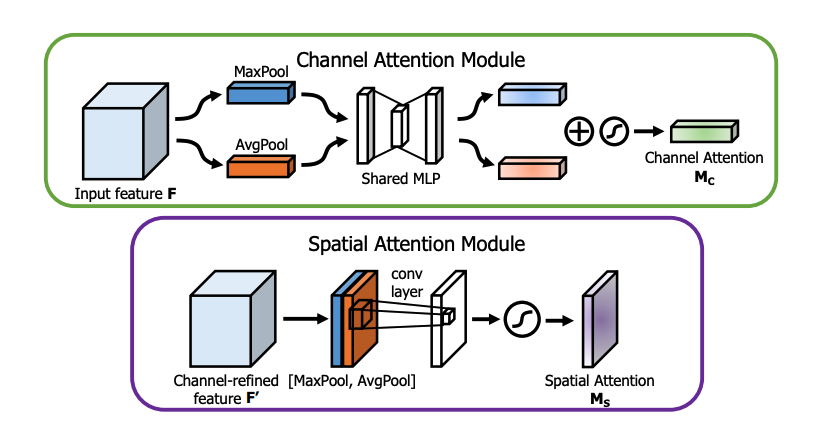 Channel Attention Module
MaxPool
AvgPool
Input feature F
Shared MLP
Channel Attention
Mc
Spatial Attention Module
conv
layer
Channel-refined
feature F’
[MaxPool, AvgPool]
Spatial Attention
Ms